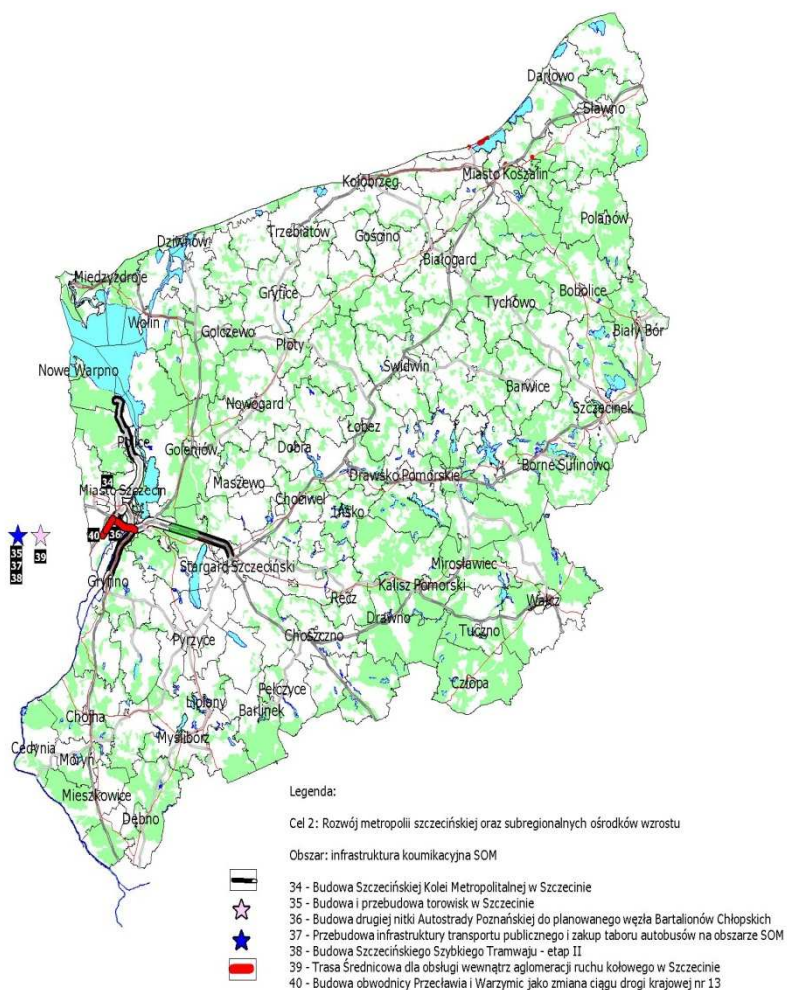 Darłowo
Sławno
Miasto Koszalin
Kołobrzeg
Polanów
Trzebiatów
Gościno
Dziwnów
Białogard
Międzyzdroje
Gryfice
Tychowo
Bobolice
Wolin
Golczewo
Biały Bór
Płoty
Nowe Warpno
Świdwin
Barwice
Nowogard
Szczecinek
Łobez
Police
Goleniów
Dobra
Borne Sulinowo
Drawsko Pomorskie
Maszewo
34
Miasto Szczecin
Chociwel
Ińsko
40
36
35
37
38
39
Stargard Szczeciński
Mirosławiec
Gryfino
Recz
Kalisz Pomorski
Wałcz
Drawno
Pyrzyce
Choszczno
Tuczno
Człopa
Pełczyce
Lipiany
Barlinek
Chojna
Myślibórz
Cedynia
Moryń
Mieszkowice
Dębno
Legenda:
Cel 2: Rozwój metropolii szczecińskiej oraz subregionalnych ośrodków wzrostu
Obszar: infrastruktura koumikacyjna SOM
34 - Budowa Szczecińskiej Kolei Metropolitalnej w Szczecinie
35 - Budowa i przebudowa torowisk w Szczecinie
36 - Budowa drugiej nitki Autostrady Poznańskiej do planowanego węzła Bartalionów Chłopskich
37 - Przebudowa infrastruktury transportu publicznego i zakup taboru autobusów na obszarze SOM
38 - Budowa Szczecińskiego Szybkiego Tramwaju - etap II
39 - Trasa Średnicowa dla obsługi wewnątrz aglomeracji ruchu kołowego w Szczecinie
40 - Budowa obwodnicy Przecławia i Warzymic jako zmiana ciągu drogi krajowej nr 13